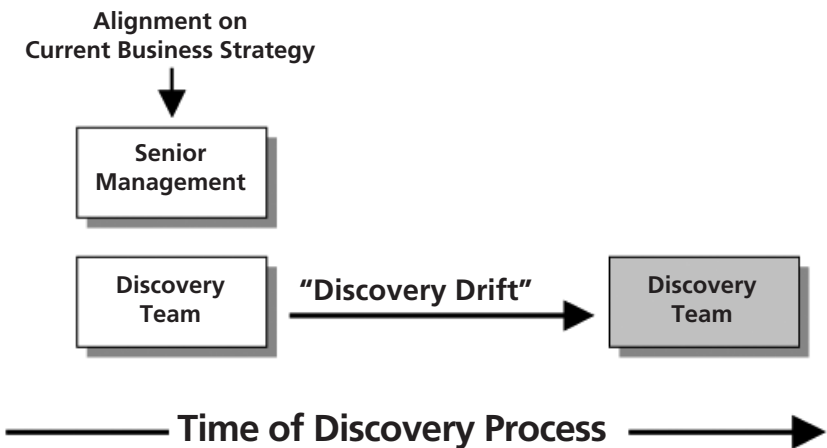 Alignment on
Current Business Strategy
Senior
Management
Discovery
Team
“Discovery Drift”
Discovery
Team
Time of Discovery Process